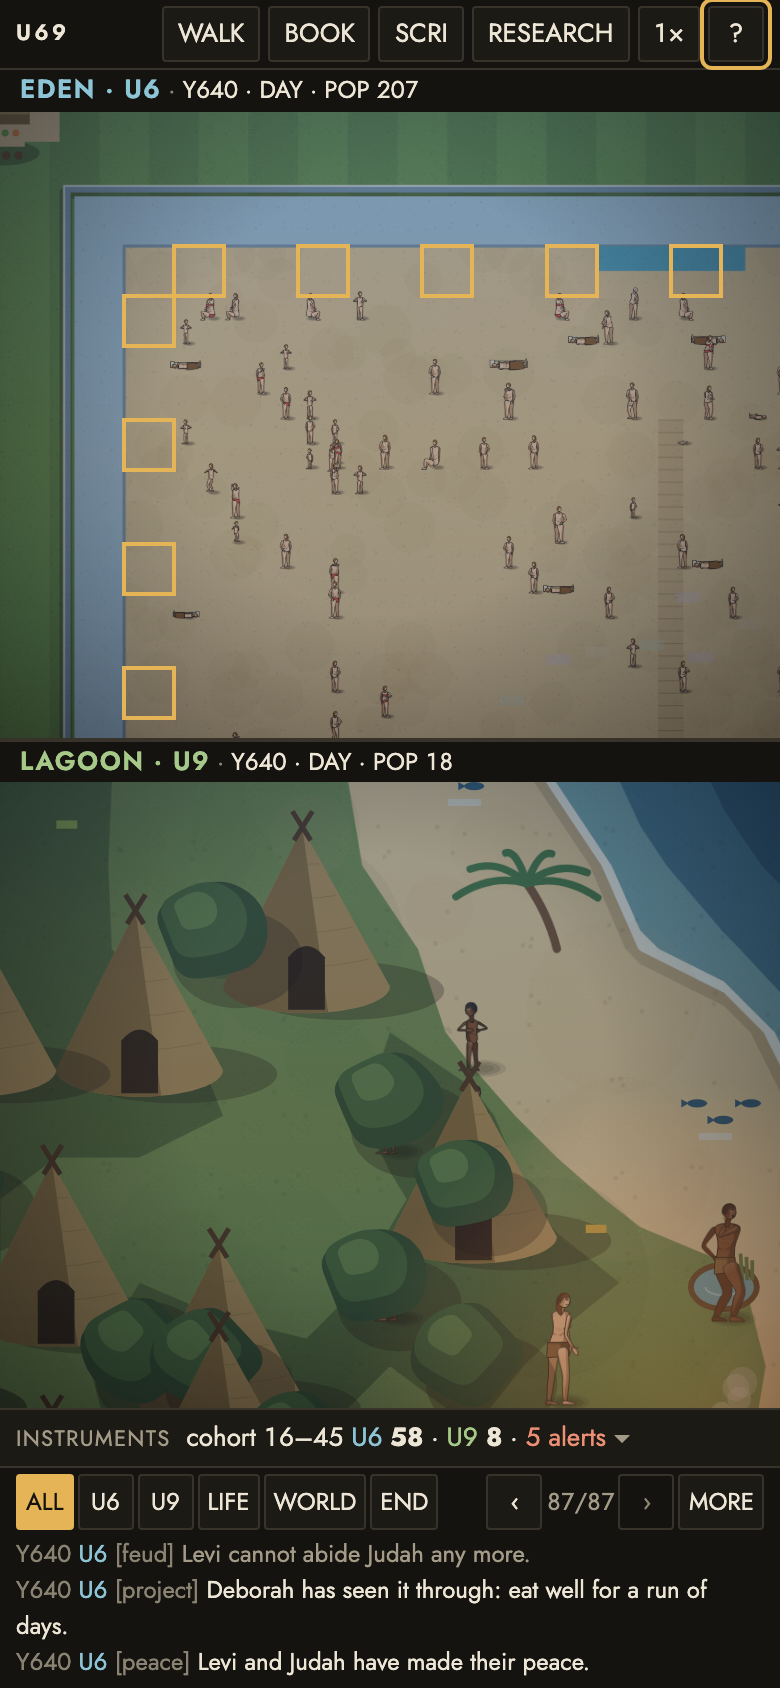 U69 WALK BOOK SCRI RESEARCH 1× ?
EDEN · U6 · Y640 · DAY · POP 207
LAGOON · U9 · Y640 · DAY · POP 18
INSTRUMENTS cohort 16–45 U6 58 · U9 8 · 5 alerts
ALL U6 U9 LIFE WORLD END ‹ 87/87 › MORE
Y640 U6 [feud] Levi cannot abide Judah any more.
Y640 U6 [project] Deborah has seen it through: eat well for a run of
days.
Y640 U6 [peace] Levi and Judah have made their peace.